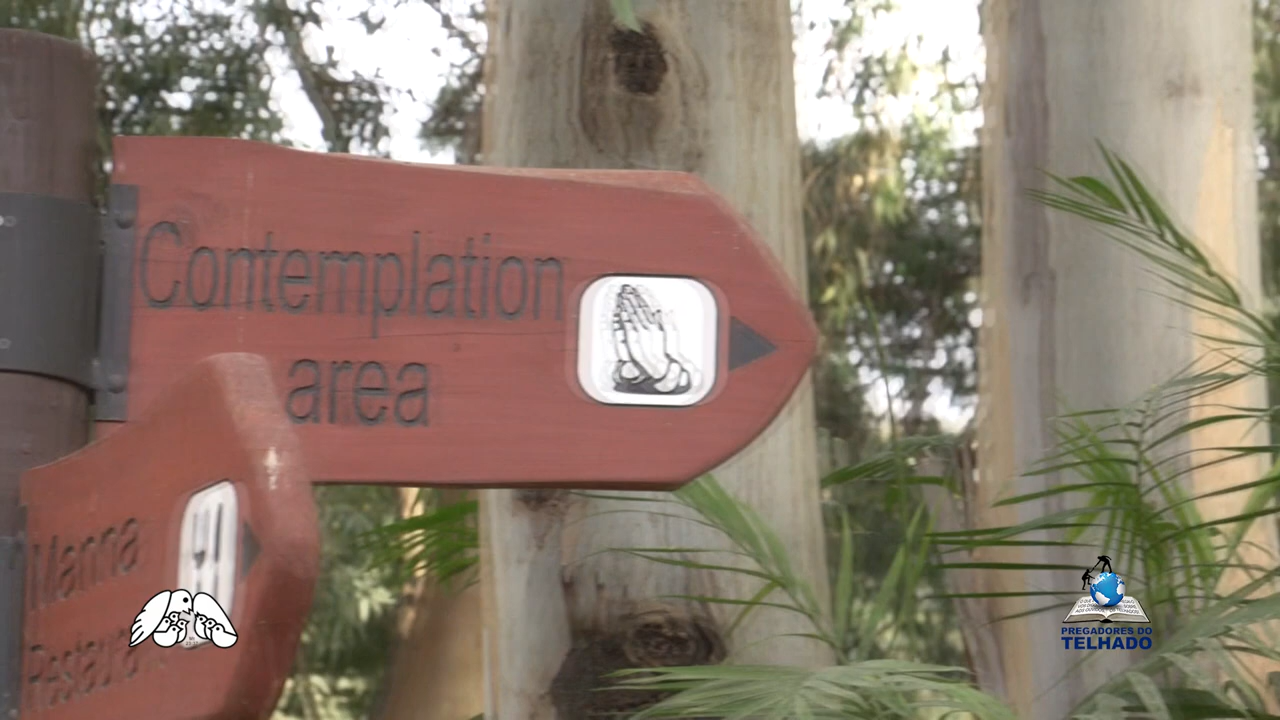 Contemplation
area
Manna
PREGADORES DO
TELHADO